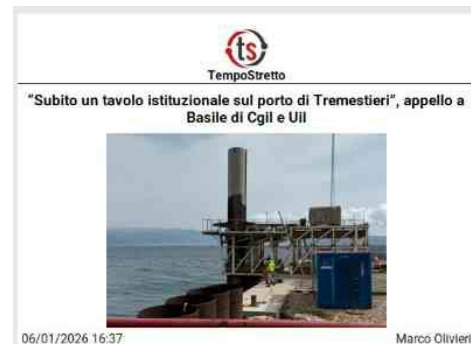 ts
TempoStretto
"Subito un tavolo istituzionale sul porto di Tremestieri", appello a
Basile di Cgil e Uil
06/01/2026 16:37
Marco Olivieri